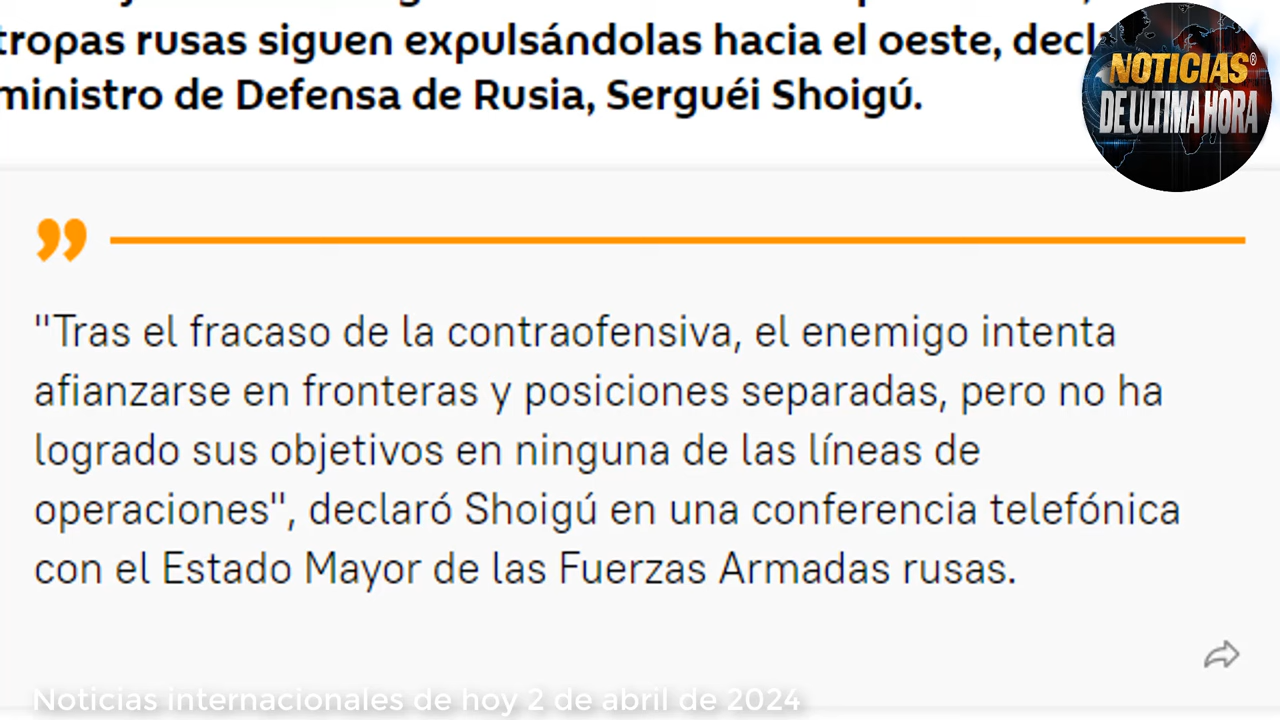 tropas rusas siguen expulsándolas hacia el oeste,
ministro de Defensa de Rusia, Serguéi Shoigú.
NOTICIAS®
DE ULTIMA HORA
"Tras el fracaso de la contraofensiva, el enemigo intenta
afianzarse en fronteras y posiciones separadas, pero no ha
logrado sus objetivos en ninguna de las líneas de
operaciones", declaró Shoigú en una conferencia telefónica
con el Estado Mayor de las Fuerzas Armadas rusas.
Noticias internacionales de hoy 2 de abril de 2024